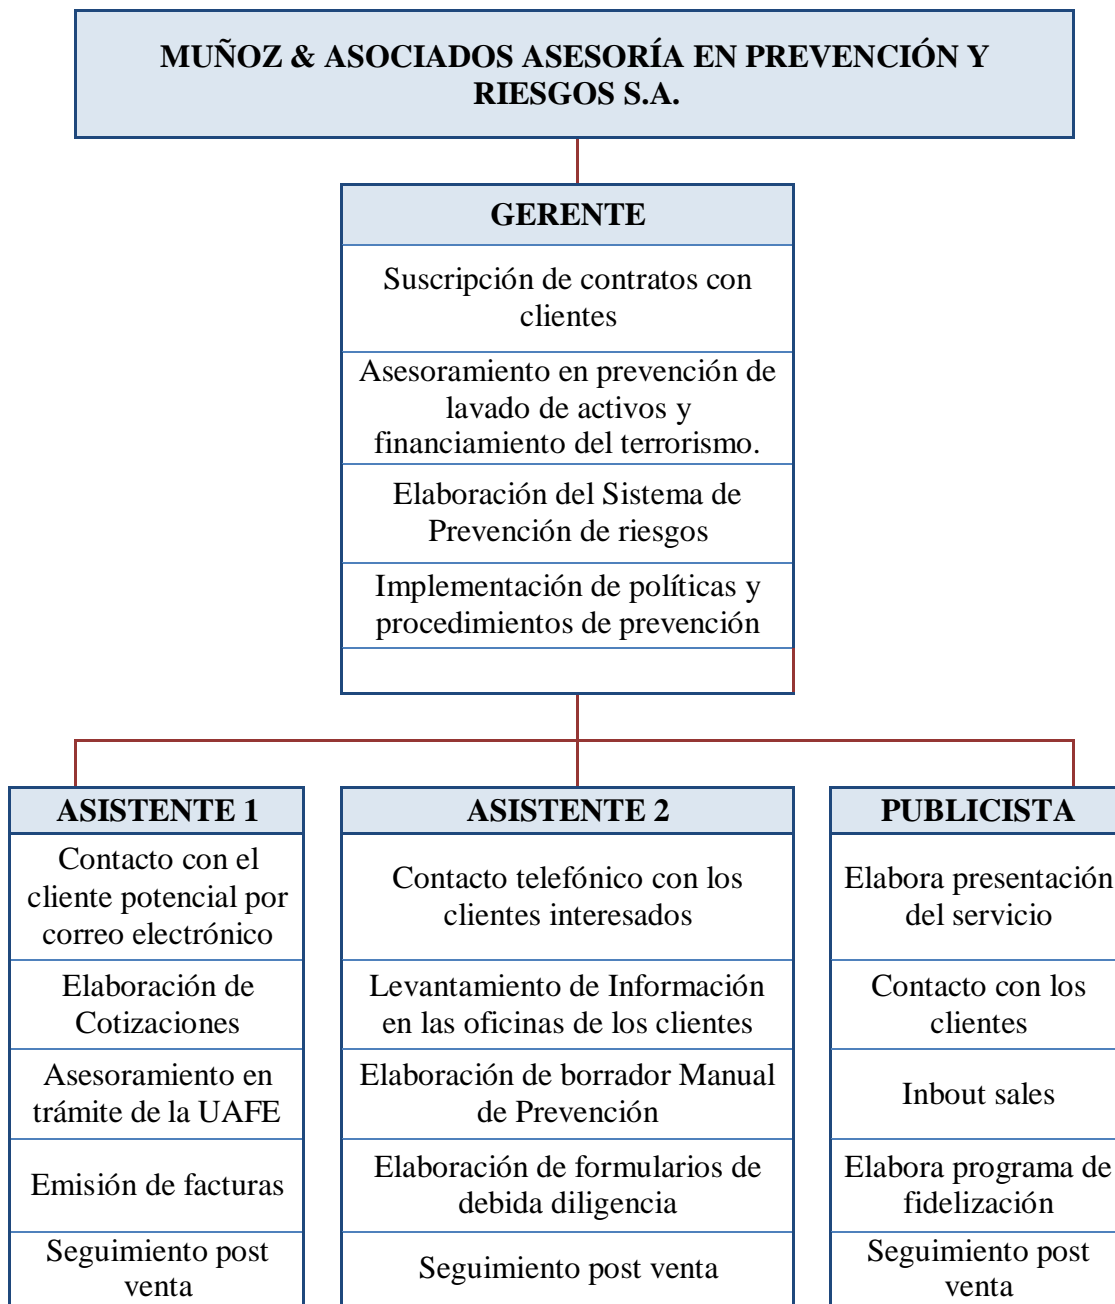 MUÑOZ & ASOCIADOS ASESORÍA EN PREVENCIÓN Y
RIESGOS S.A.
GERENTE
Suscripción de contratos con
clientes
Asesoramiento en prevención de
lavado de activos y
financiamiento del terrorismo.
Elaboración del Sistema de
Prevención de riesgos
Implementación de políticas y
procedimientos de prevención
ASISTENTE 1
Contacto con el
cliente potencial por
correo electrónico
Elaboración de
Cotizaciones
Asesoramiento en
trámite de la UAFE
Emisión de facturas
Seguimiento post
venta
ASISTENTE 2
Contacto telefónico con los
clientes interesados
Levantamiento de Información
en las oficinas de los clientes
Elaboración de borrador Manual
de Prevención
Elaboración de formularios de
debida diligencia
Seguimiento post venta
PUBLICISTA
Elabora presentación
del servicio
Contacto con los
clientes
Inbout sales
Elabora programa de
fidelización
Seguimiento post
venta